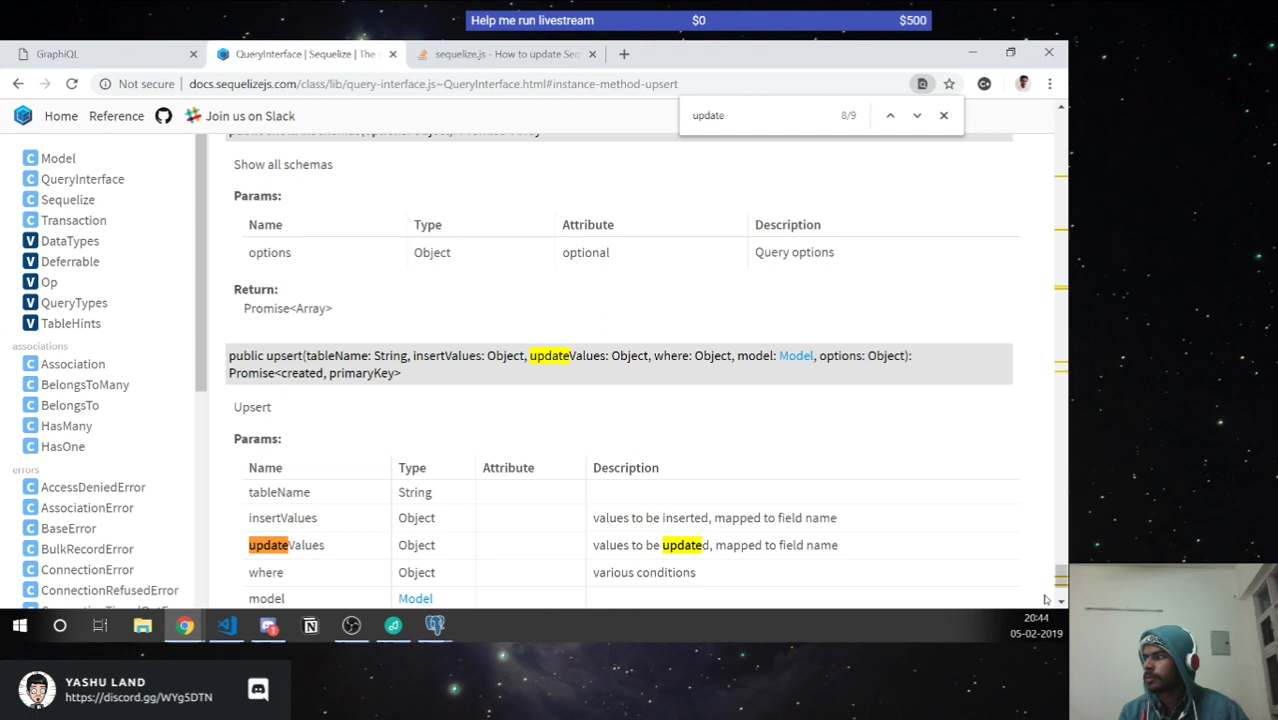 Help me run livestream $0 $500
GraphiQL
QueryInterface | Sequelize | The
sequelize.js - How to update Seq
Not secure
docs.sequelizejs.com/class/lib/query-interface.js~QueryInterface.html#instance-method-upsert
update 8/9
Home Reference Join us on Slack
Model
QueryInterface
Sequelize
Transaction
DataTypes
Deferrable
Op
QueryTypes
TableHints
associations
Association
BelongsToMany
BelongsTo
HasMany
HasOne
errors
AccessDeniedError
AssociationError
BaseError
BulkRecordError
ConnectionError
ConnectionRefusedError
Show all schemas
Params:
Name Type Attribute Description
options Object optional Query options
Return:
Promise<Array>
public upsert(tableName: String, insertValues: Object, updateValues: Object, where: Object, model: Model, options: Object):
Promise<created, primaryKey>
Upsert
Params:
Name Type Attribute Description
tableName String
insertValues Object values to be inserted, mapped to field name
updateValues Object values to be updated, mapped to field name
where Object various conditions
model Model
20:44
05-02-2019
YASHU LAND
https://discord.gg/WYg5DTN